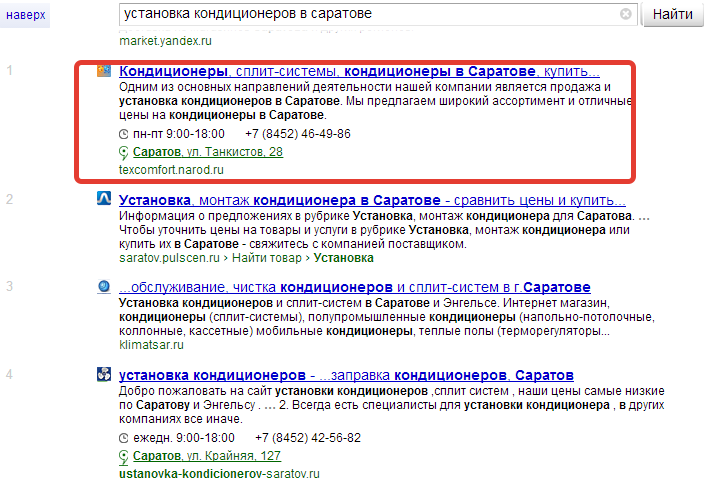 наверх
установка кондиционеров в саратове
Найти
market.yandex.ru
1
Кондиционеры, сплит-системы, кондиционеры в Саратове, купить...
Одним из основных направлений деятельности нашей компании является продажа и
установка кондиционеров в Саратове. Мы предлагаем широкий ассортимент и отличные
цены на кондиционеры в Саратове.
пн-пт 9:00-18:00 +7 (8452) 46-49-86
Саратов, ул. Танкистов, 28
texcomfort.narod.ru
2
Установка, монтаж кондиционера в Саратове - сравнить цены и купить...
Информация о предложениях в рубрике Установка, монтаж кондиционера для Саратова. ...
Чтобы уточнить цены на товары и услуги в рубрике Установка, монтаж кондиционера или
купить их в Саратове - свяжитесь с компанией поставщиком.
saratov.pulscen.ru › Найти товар › Установка
3
...обслуживание, чистка кондиционеров и сплит-систем в г.Саратове
Установка кондиционеров и сплит-систем в Саратове и Энгельсе. Интернет магазин,
кондиционеры (сплит-системы), полупромышленные кондиционеры (напольно-потолочные,
коллонные, кассетные) мобильные кондиционеры, теплые полы (терморегуляторы...
klimatsar.ru
4
установка кондиционеров - ...заправка кондиционеров, Саратов
Добро пожаловать на сайт установки кондиционеров ,сплит систем , наши цены самые низкие
по Саратову и Энгельсу . ... 2. Всегда есть специалисты для установки кондиционера , в других
компаниях все иначе.
ежедн. 9:00-18:00 +7 (8452) 42-56-82
Саратов, ул. Крайняя, 127
ustanovka-kondicionerov-saratov.ru